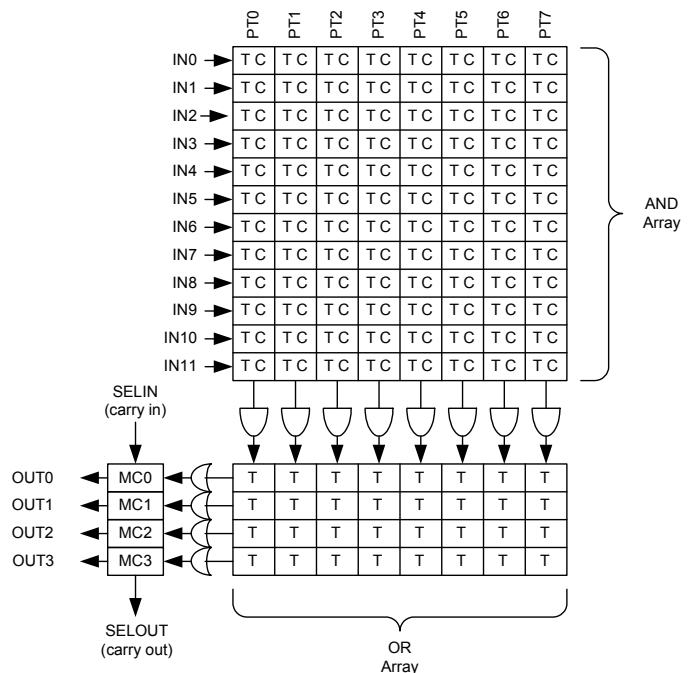 PT0 PT1 PT2 PT3 PT4 PT5 PT6 PT7
IN0 T C T C T C T C T C T C T C T C
IN1 T C T C T C T C T C T C T C T C
IN2 T C T C T C T C T C T C T C T C
IN3 T C T C T C T C T C T C T C T C
IN4 T C T C T C T C T C T C T C T C
IN5 T C T C T C T C T C T C T C T C
IN6 T C T C T C T C T C T C T C T C
IN7 T C T C T C T C T C T C T C T C
IN8 T C T C T C T C T C T C T C T C
IN9 T C T C T C T C T C T C T C T C
IN10 T C T C T C T C T C T C T C T C
IN11 T C T C T C T C T C T C T C T C
AND
Array
SELIN
(carry in)
OUT0 MC0 T T T T T T T T
OUT1 MC1 T T T T T T T T
OUT2 MC2 T T T T T T T T
OUT3 MC3 T T T T T T T T
SELOUT
(carry out)
OR
Array